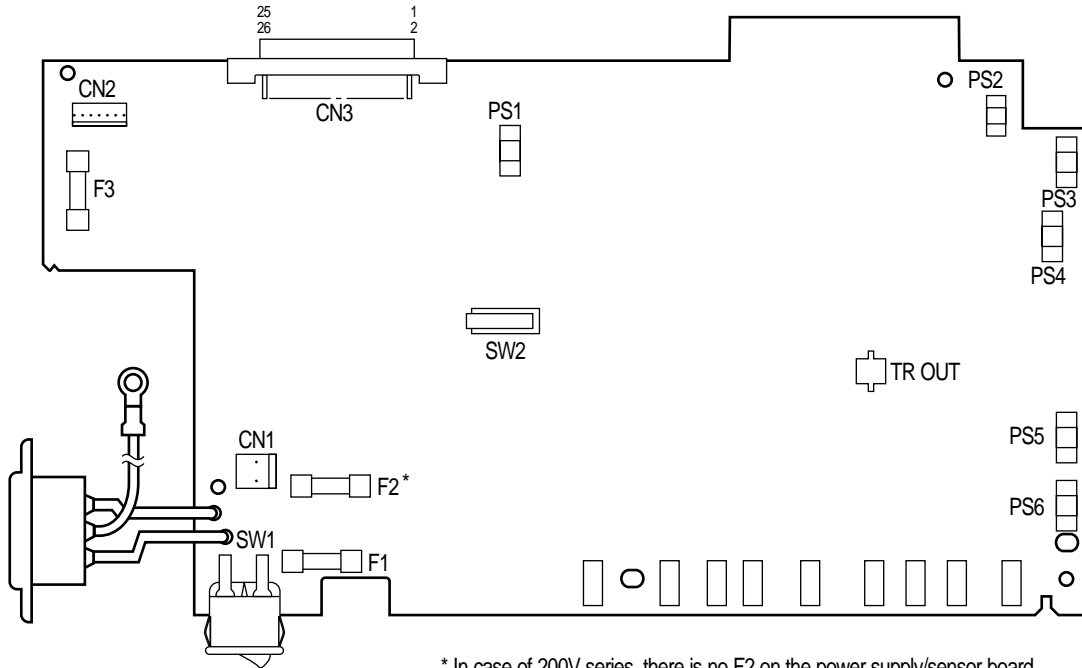 25 1
26 2
CN2
CN3
PS1
PS2
F3
PS3
PS4
SW2
TR OUT
CN1
PS5
F2*
PS6
SW1
F1
* In case of 200V series, there is no F2 on the power supply/sensor board.